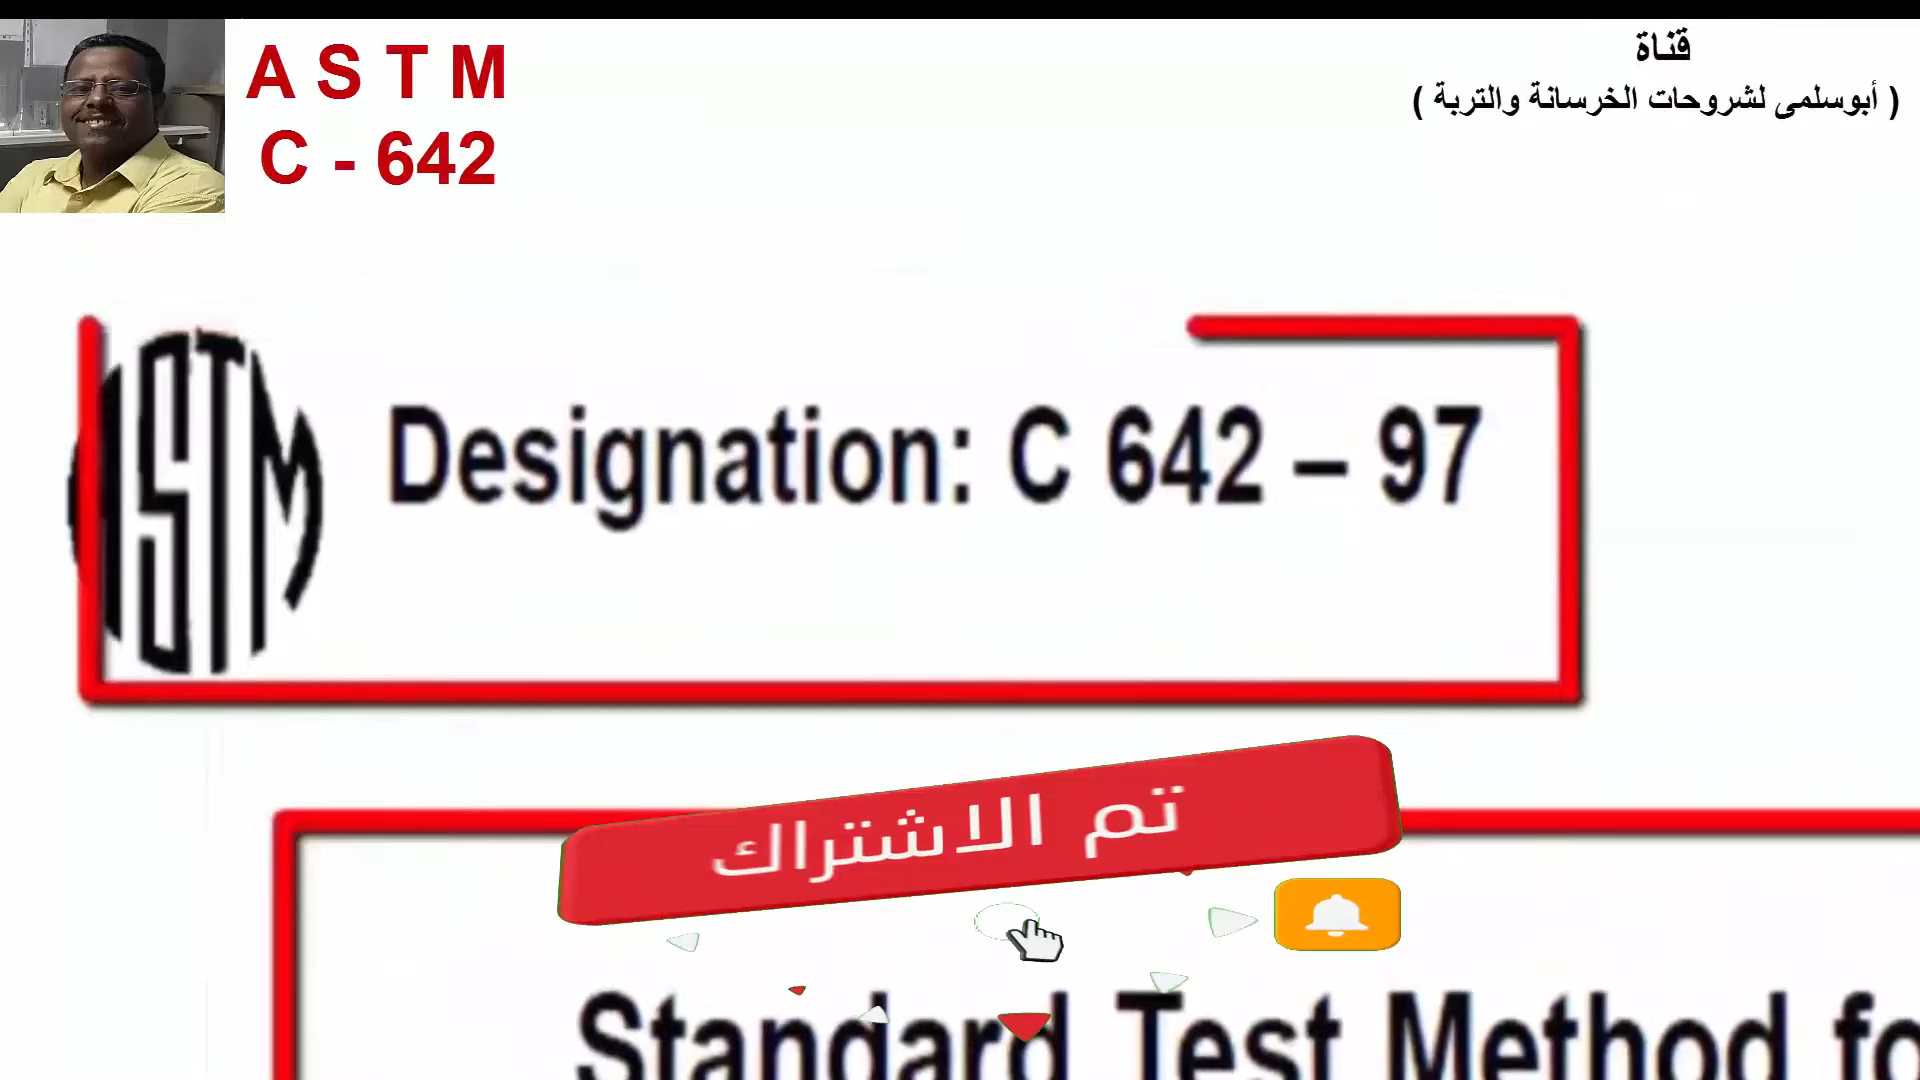 A S T M
C - 642
قناة
( أبوسلمى لشروحات الخرسانة والتربة )
ASTM
Designation: C 642 – 97
تم الاشتراك
Standard Test Method fo